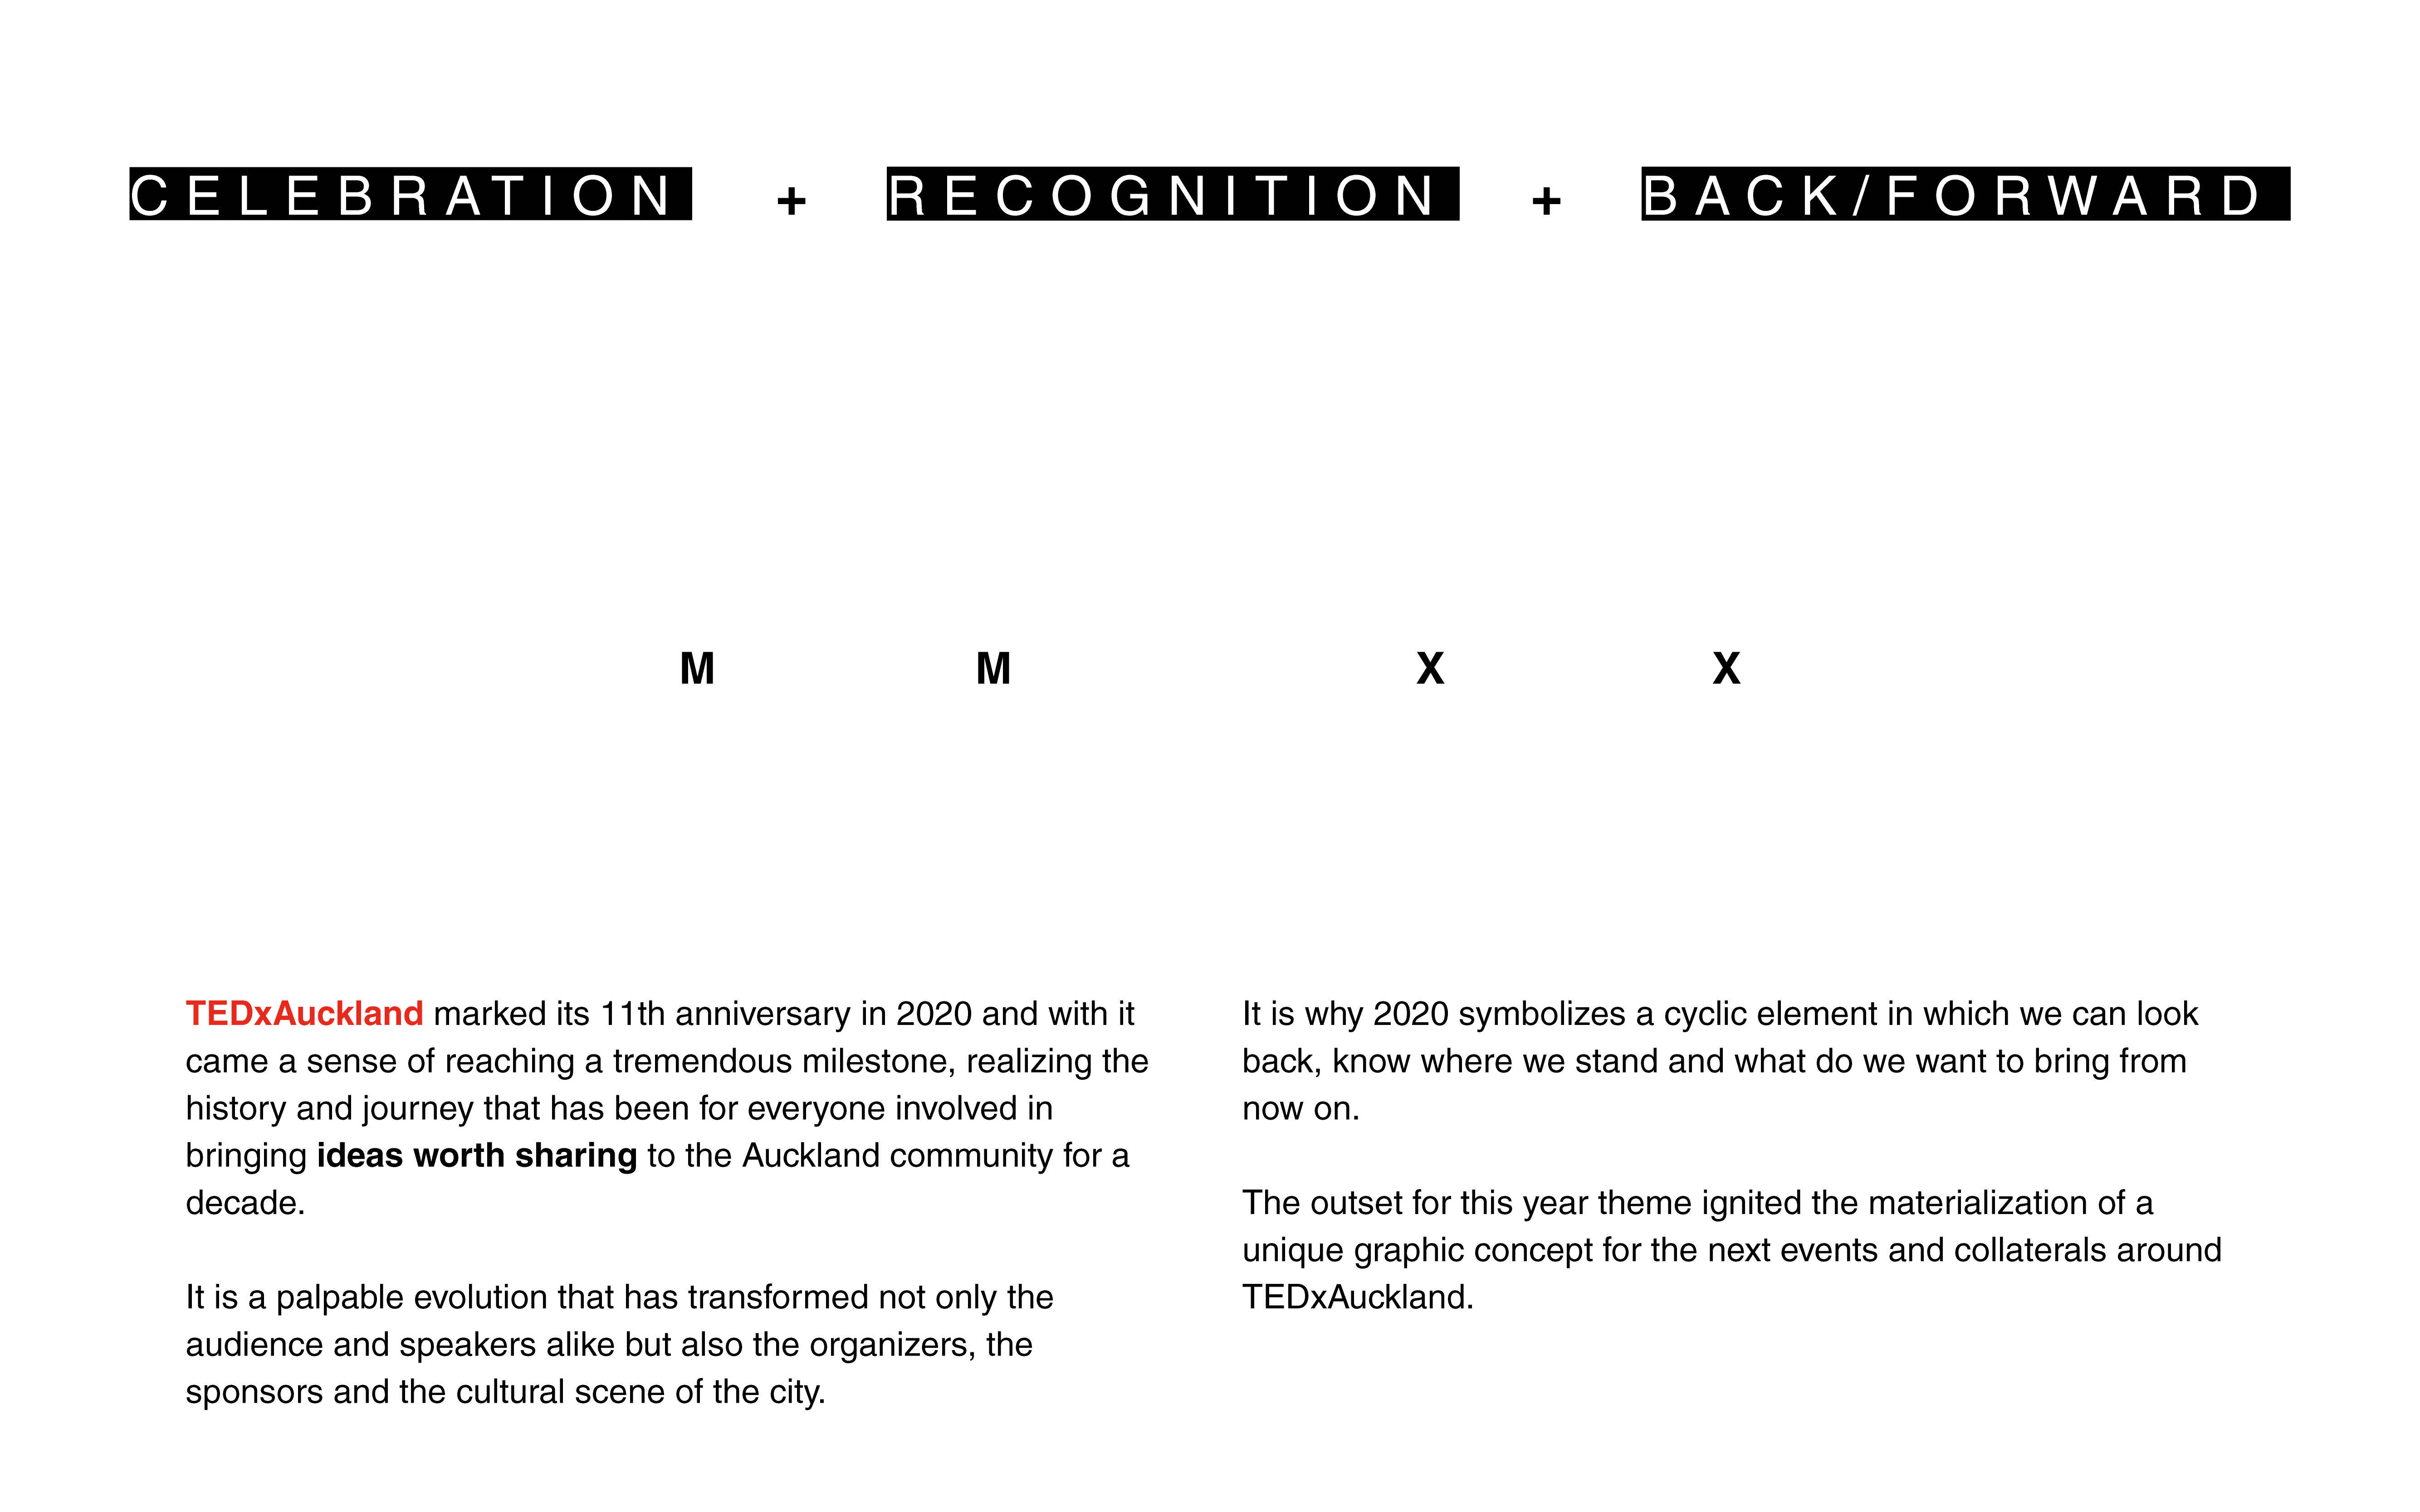 CELEBRATION + RECOGNITION + BACK/FORWARD
M M X X
TEDxAuckland marked its 11th anniversary in 2020 and with it
came a sense of reaching a tremendous milestone, realizing the
history and journey that has been for everyone involved in
bringing ideas worth sharing to the Auckland community for a
decade.
It is a palpable evolution that has transformed not only the
audience and speakers alike but also the organizers, the
sponsors and the cultural scene of the city.
It is why 2020 symbolizes a cyclic element in which we can look
back, know where we stand and what do we want to bring from
now on.
The outset for this year theme ignited the materialization of a
unique graphic concept for the next events and collaterals around
TEDxAuckland.